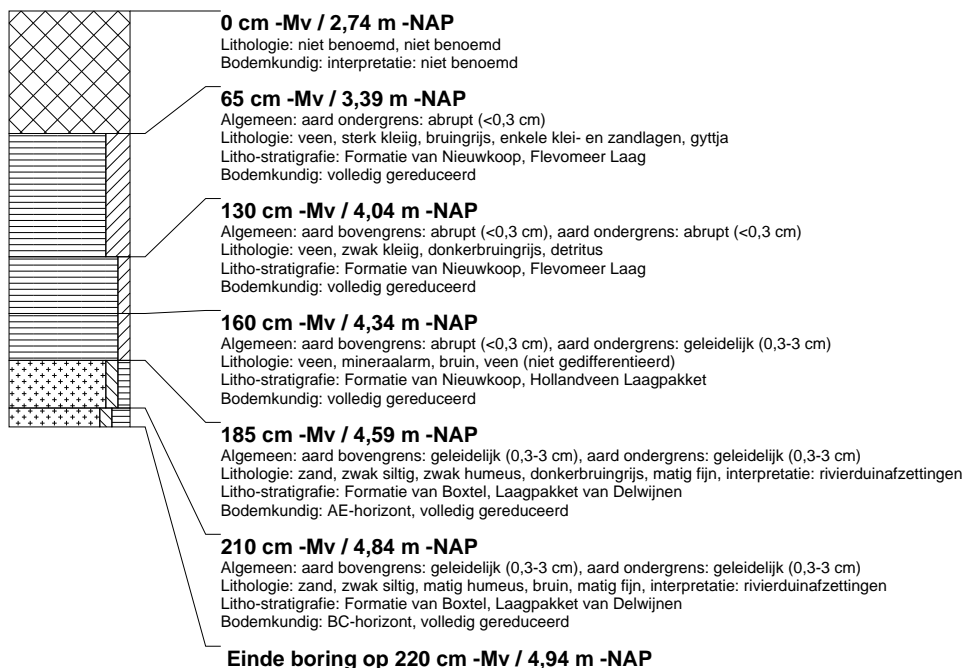 0 cm -Mv / 2,74 m -NAP
Lithologie: niet benoemd, niet benoemd
Bodemkundig: interpretatie: niet benoemd
65 cm -Mv / 3,39 m -NAP
Algemeen: aard ondergrens: abrupt (<0,3 cm)
Lithologie: veen, sterk kleiig, bruingrijs, enkele klei- en zandlagen, gyttja
Litho-stratigrafie: Formatie van Nieuwkoop, Flevomeer Laag
Bodemkundig: volledig gereduceerd
130 cm -Mv / 4,04 m -NAP
Algemeen: aard bovengrens: abrupt (<0,3 cm), aard ondergrens: abrupt (<0,3 cm)
Lithologie: veen, zwak kleiig, donkerbruingrijs, detritus
Litho-stratigrafie: Formatie van Nieuwkoop, Flevomeer Laag
Bodemkundig: volledig gereduceerd
160 cm -Mv / 4,34 m -NAP
Algemeen: aard bovengrens: abrupt (<0,3 cm), aard ondergrens: geleidelijk (0,3-3 cm)
Lithologie: veen, mineraalarm, bruin, veen (niet gedifferentieerd)
Litho-stratigrafie: Formatie van Nieuwkoop, Hollandveen Laagpakket
Bodemkundig: volledig gereduceerd
185 cm -Mv / 4,59 m -NAP
Algemeen: aard bovengrens: geleidelijk (0,3-3 cm), aard ondergrens: geleidelijk (0,3-3 cm)
Lithologie: zand, zwak siltig, zwak humeus, donkerbruingrijs, matig fijn, interpretatie: rivierduinafzettingen
Litho-stratigrafie: Formatie van Boxtel, Laagpakket van Delwijnen
Bodemkundig: AE-horizont, volledig gereduceerd
210 cm -Mv / 4,84 m -NAP
Algemeen: aard bovengrens: geleidelijk (0,3-3 cm), aard ondergrens: geleidelijk (0,3-3 cm)
Lithologie: zand, zwak siltig, matig humeus, bruin, matig fijn, interpretatie: rivierduinafzettingen
Litho-stratigrafie: Formatie van Boxtel, Laagpakket van Delwijnen
Bodemkundig: BC-horizont, volledig gereduceerd
Einde boring op 220 cm -Mv / 4,94 m -NAP